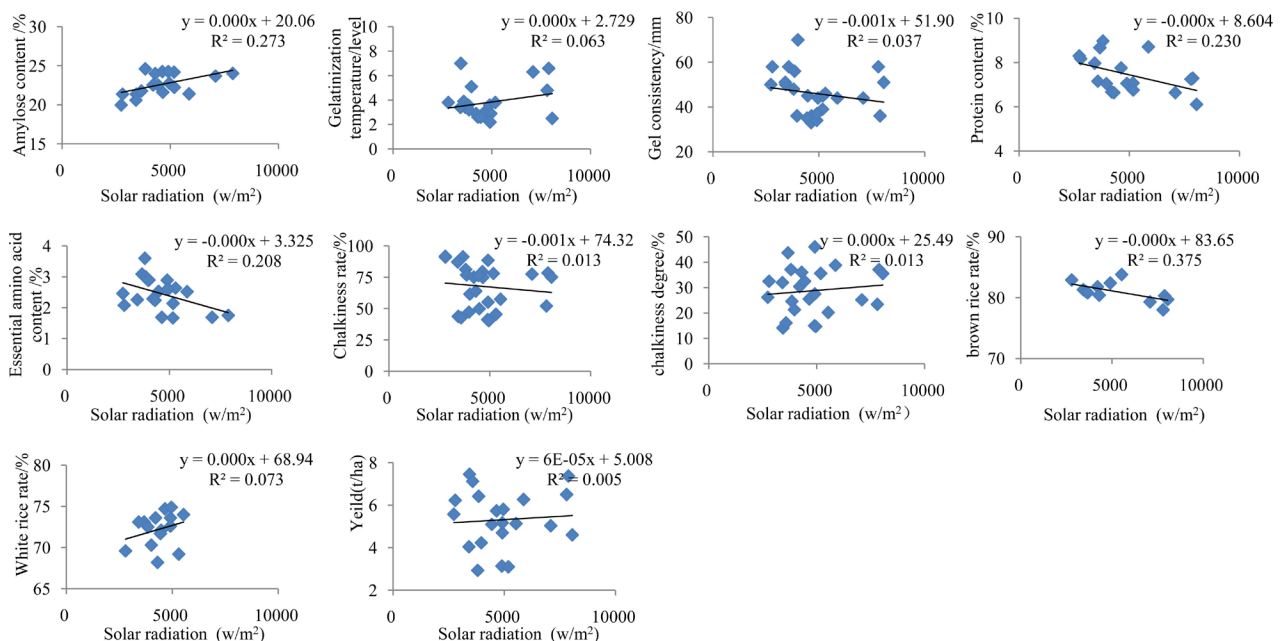 y = 0.000x + 20.06
R² = 0.273
Amylose content /%
30
25
20
15
0
5000
10000
Solar radiation (w/m²)
y = 0.000x + 2.729
R² = 0.063
Gelatinization
temperature/level
10
8
6
4
2
0
0
5000
10000
Solar radiation (w/m²)
y = -0.001x + 51.90
R² = 0.037
Gel consistency/mm
80
60
40
20
0
5000
10000
Solar radiation (w/m²)
y = -0.000x + 8.604
R² = 0.230
Protein content /%
10
8
6
4
0
5000
10000
Solar radiation (w/m²)
y = -0.000x + 3.325
R² = 0.208
Essential amino acid
content /%
4
3
2
1
0
0
5000
10000
Solar radiation (w/m²)
y = -0.001x + 74.32
R² = 0.013
Chalkiness rate/%
100
75
50
25
0
0
5000
10000
Solar radiation (w/m²)
y = 0.000x + 25.49
R² = 0.013
chalkiness degree/%
50
40
30
20
10
0
0
5000
10000
Solar radiation (w/m²)
y = -0.000x + 83.65
R² = 0.375
brown rice rate/%
90
80
70
0
5000
10000
Solar radiation (w/m²)
y = 0.000x + 68.94
R² = 0.073
White rice rate/%
80
75
70
65
0
5000
10000
Solar radiation (w/m²)
y = 6E-05x + 5.008
R² = 0.005
Yeild(t/ha)
8
6
4
2
0
5000
10000
Solar radiation (w/m²)